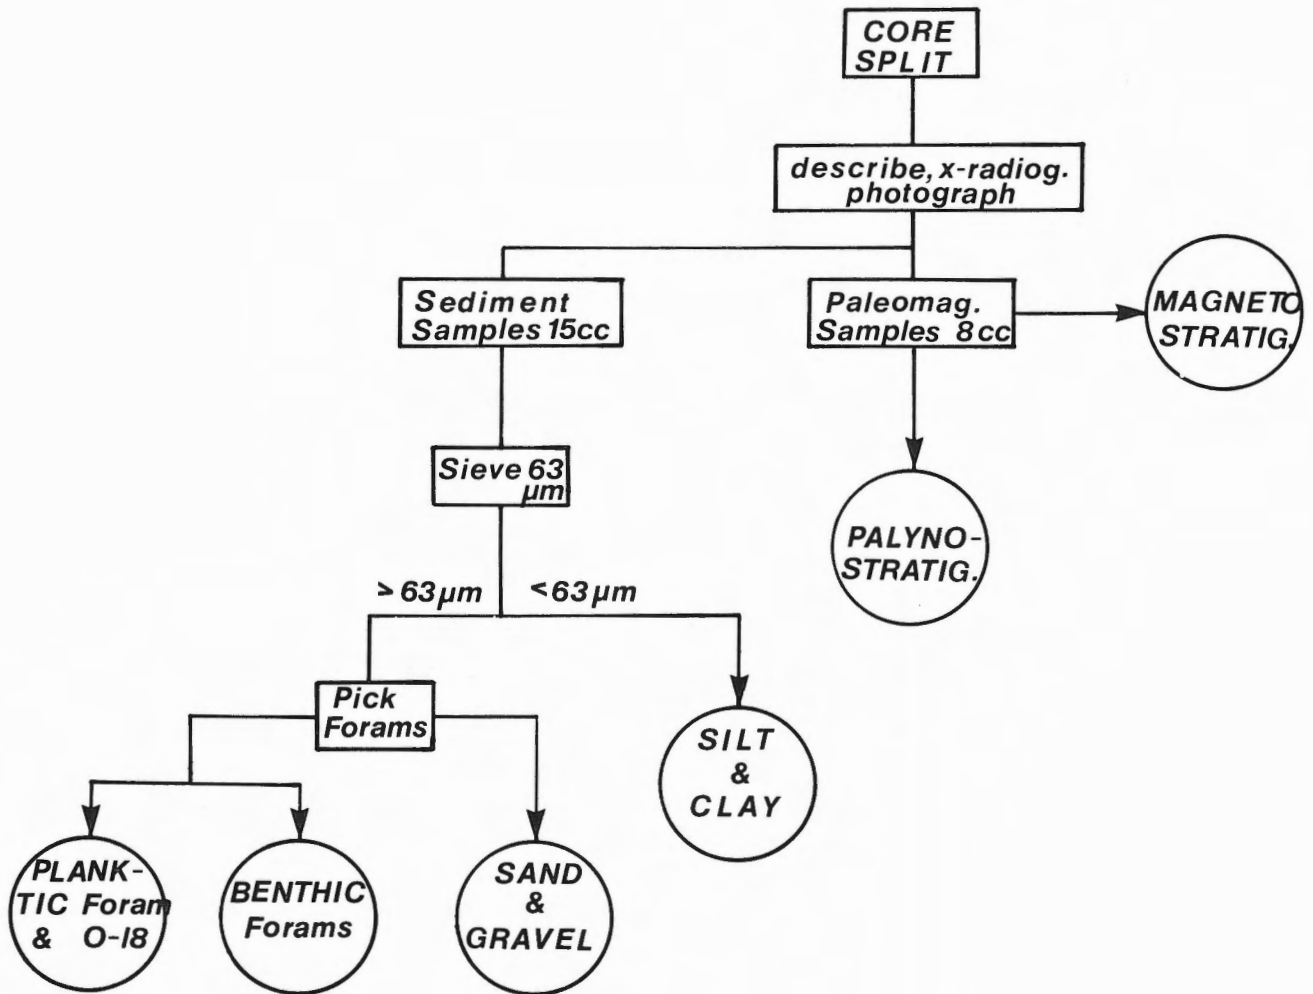 CORE
SPLIT
describe, x-radiog.
photograph
Sediment
Samples 15cc
Paleomag.
Samples 8cc
MAGNETO
STRATIG.
Sieve 63
µm
PALYNO-
STRATIG.
> 63µm
< 63µm
Pick
Forams
SILT
&
CLAY
PLANK-
TIC Foram
& O-18
BENTHIC
Forams
SAND
&
GRAVEL